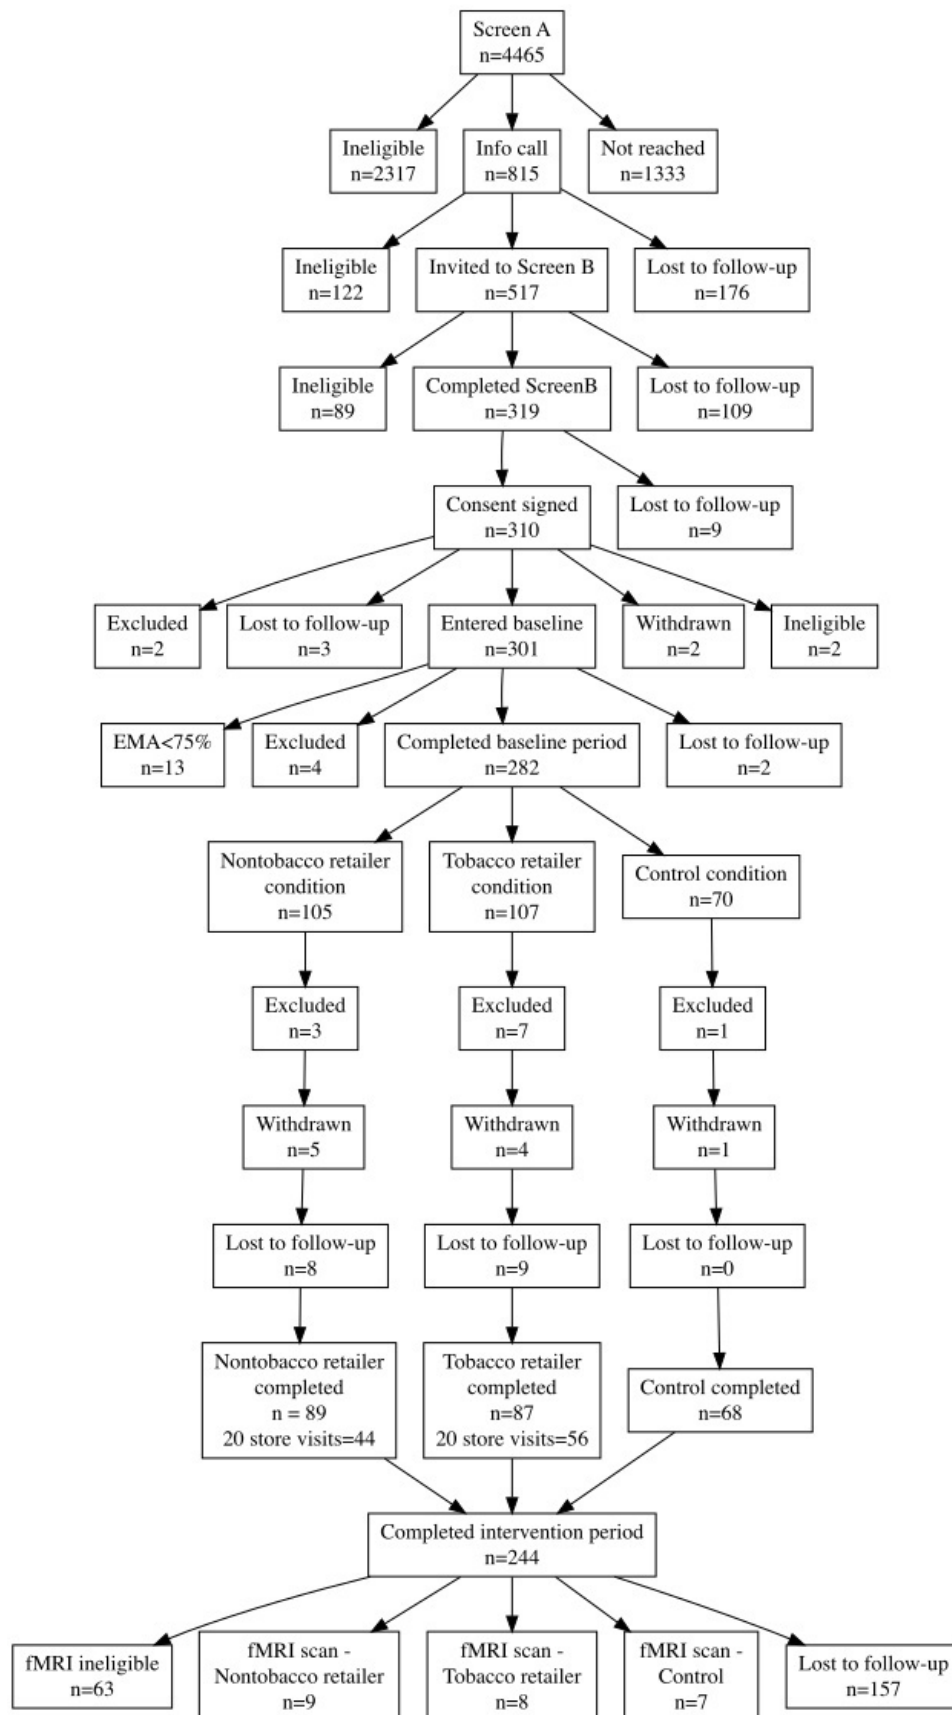 Screen A
n=4465
Ineligible
n=2317
Info call
n=815
Not reached
n=1333
Ineligible
n=122
Invited to Screen B
n=517
Lost to follow-up
n=176
Ineligible
n=89
Completed ScreenB
n=319
Lost to follow-up
n=109
Consent signed
n=310
Lost to follow-up
n=9
Excluded
n=2
Lost to follow-up
n=3
Entered baseline
n=301
Withdrawn
n=2
Ineligible
n=2
EMA<75%
n=13
Excluded
n=4
Completed baseline period
n=282
Lost to follow-up
n=2
Nontobacco retailer
condition
n=105
Tobacco retailer
condition
n=107
Control condition
n=70
Excluded
n=3
Excluded
n=7
Excluded
n=1
Withdrawn
n=5
Withdrawn
n=4
Withdrawn
n=1
Lost to follow-up
n=8
Lost to follow-up
n=9
Lost to follow-up
n=0
Nontobacco retailer
completed
n = 89
20 store visits=44
Tobacco retailer
completed
n=87
20 store visits=56
Control completed
n=68
Completed intervention period
n=244
fMRI ineligible
n=63
fMRI scan -
Nontobacco retailer
n=9
fMRI scan -
Tobacco retailer
n=8
fMRI scan -
Control
n=7
Lost to follow-up
n=157